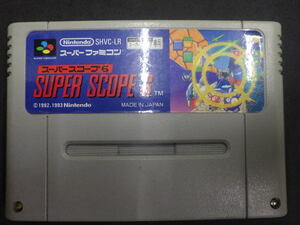 Nintendo SHVC-LR
スーパーファミコン
スーパースコープ6
SUPER SCOPE 6 TM
©1992,1993 Nintendo
MADE IN JAPAN